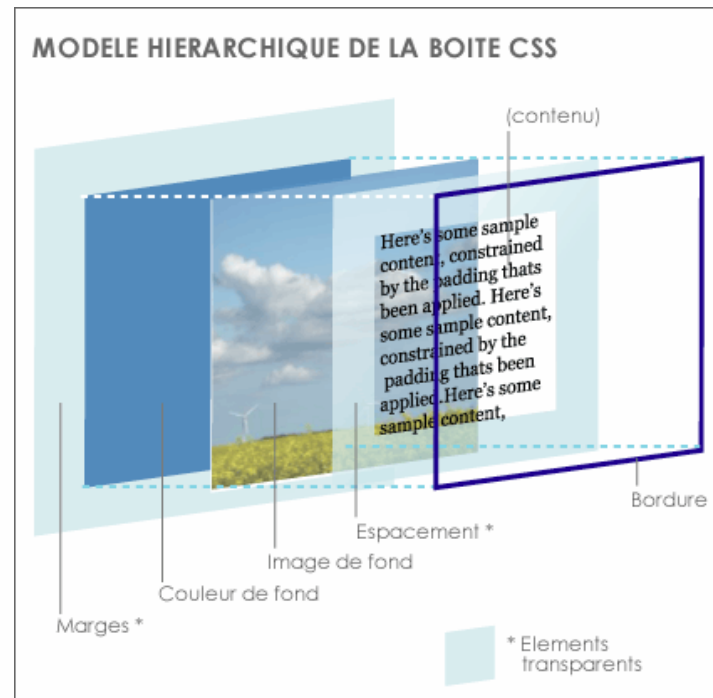 MODELE HIERARCHIQUE DE LA BOITE CSS
(contenu)
Here's some sample
content, constrained
by the padding thats
been applied. Here's
some sample content,
constrained by the
padding thats been
applied.Here's some
sample content,
Bordure
Espacement *
Image de fond
Couleur de fond
Marges *
* Elements
transparents